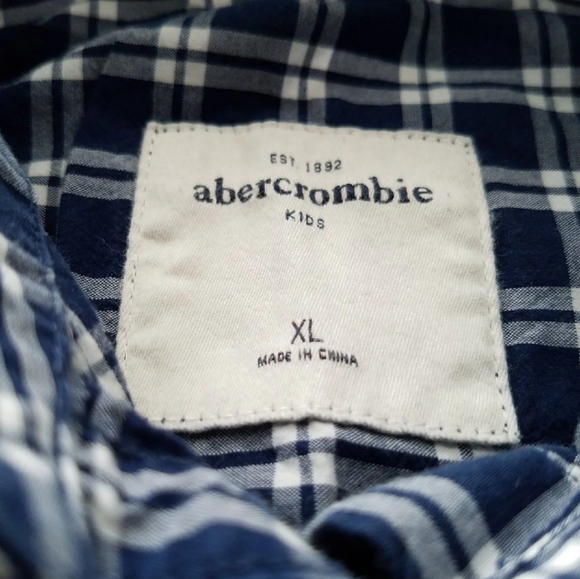 EST. 1892
abercrombie
KIDS
XL
MADE IN CHINA